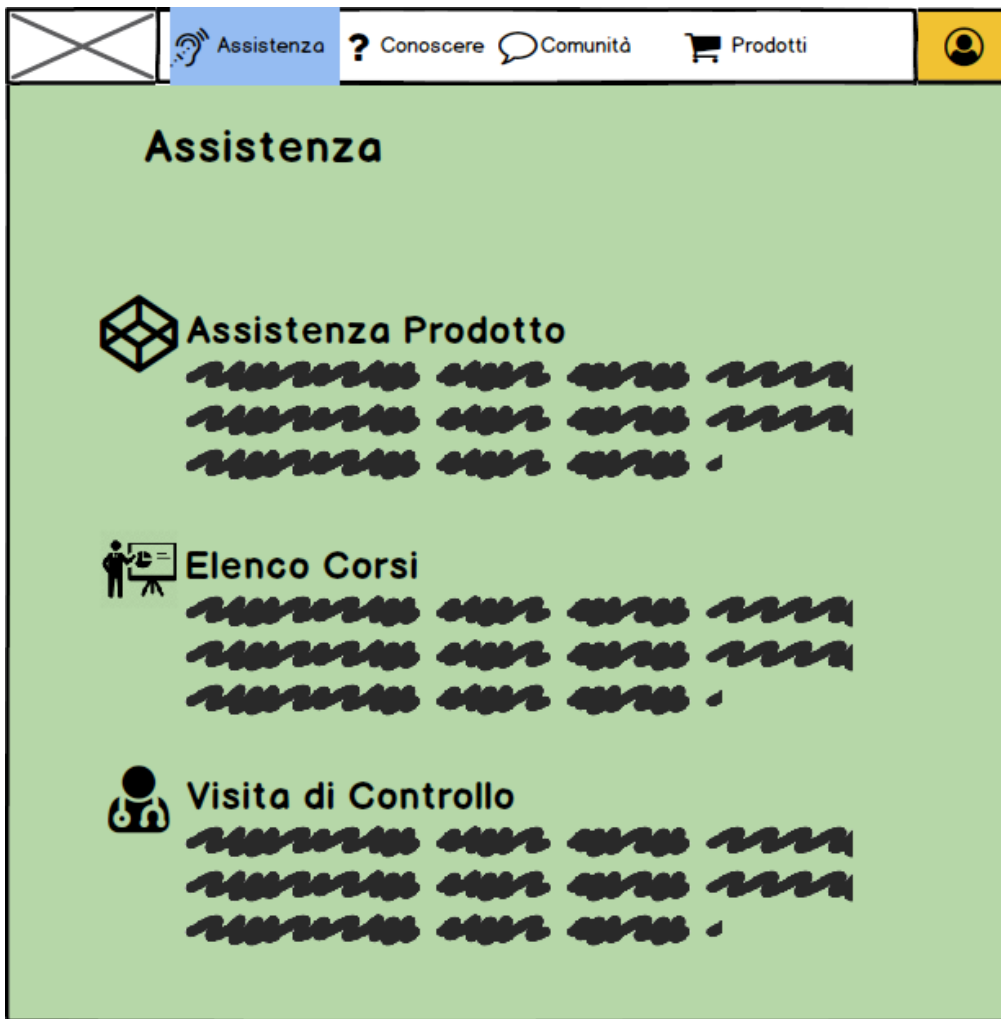 Assistenza
? Conoscere
Comunità
Prodotti
Assistenza
Assistenza Prodotto
Elenco Corsi
Visita di Controllo